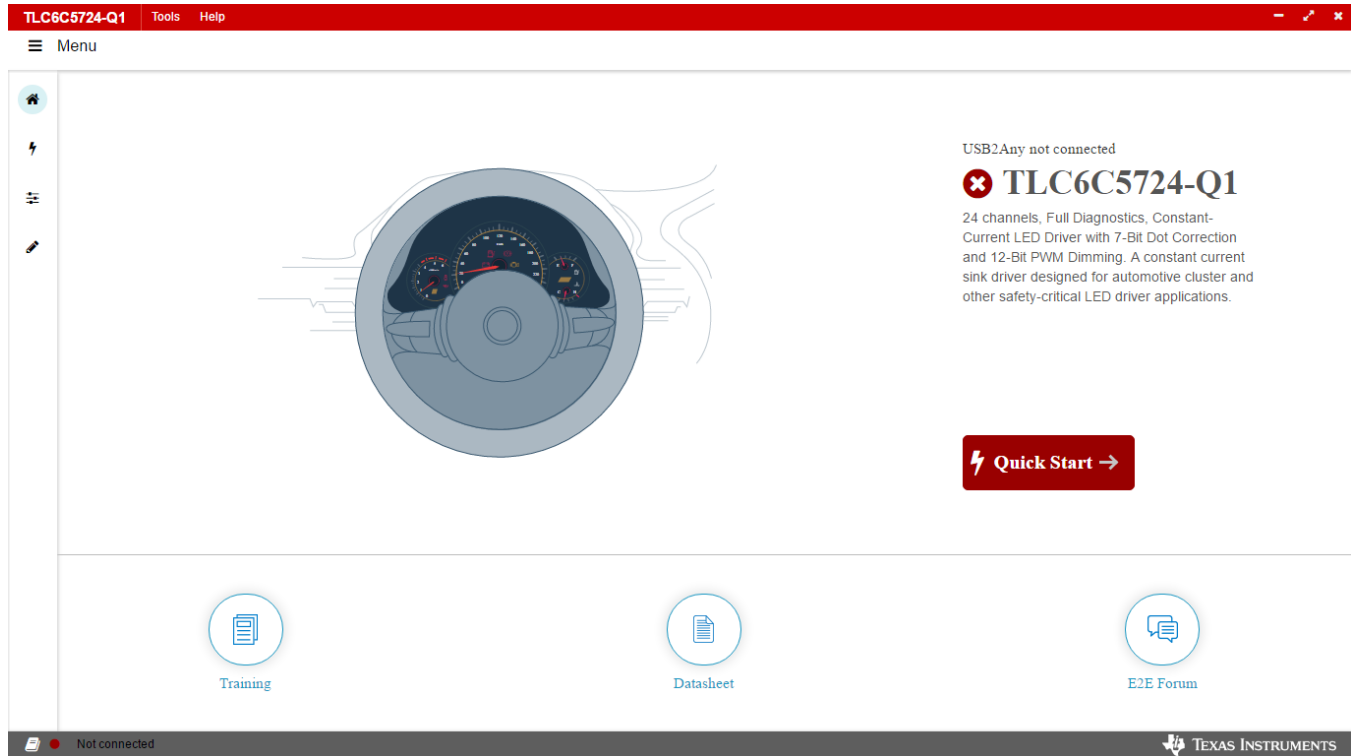 TLC6C5724-Q1 Tools Help
Menu
USB2Any not connected
TLC6C5724-Q1
24 channels, Full Diagnostics, Constant-
Current LED Driver with 7-Bit Dot Correction
and 12-Bit PWM Dimming. A constant current
sink driver designed for automotive cluster and
other safety-critical LED driver applications.
Quick Start
Training
Datasheet
E2E Forum
Not connected
TEXAS INSTRUMENTS